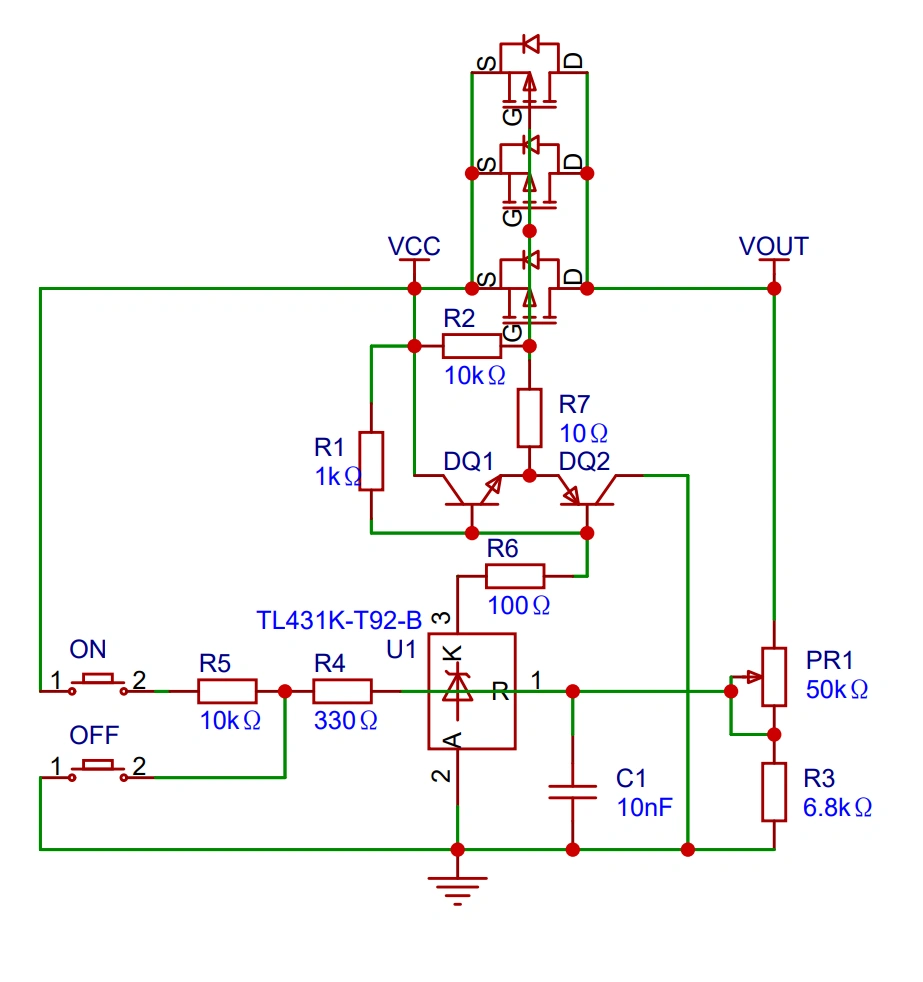 S
D
G
S
D
G
VCC
VOUT
S
D
G
R2
10kΩ
R7
10Ω
R1
1kΩ
DQ1
DQ2
R6
100Ω
TL431K-T92-B
U1
3
K
R
1
A
2
ON
1
2
R5
10kΩ
R4
330Ω
PR1
50kΩ
OFF
1
2
C1
10nF
R3
6.8kΩ